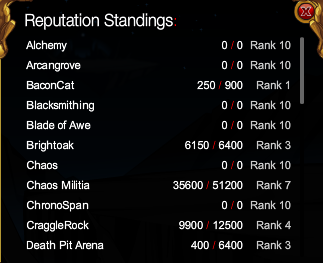 Reputation Standings:
Alchemy 0 / 0 Rank 10
Arcangrove 0 / 0 Rank 10
BaconCat 250 / 900 Rank 1
Blacksmithing 0 / 0 Rank 10
Blade of Awe 0 / 0 Rank 10
Brightoak 6150 / 6400 Rank 3
Chaos 0 / 0 Rank 10
Chaos Militia 35600 / 51200 Rank 7
ChronoSpan 0 / 0 Rank 10
CraggleRock 9900 / 12500 Rank 4
Death Pit Arena 400 / 6400 Rank 3